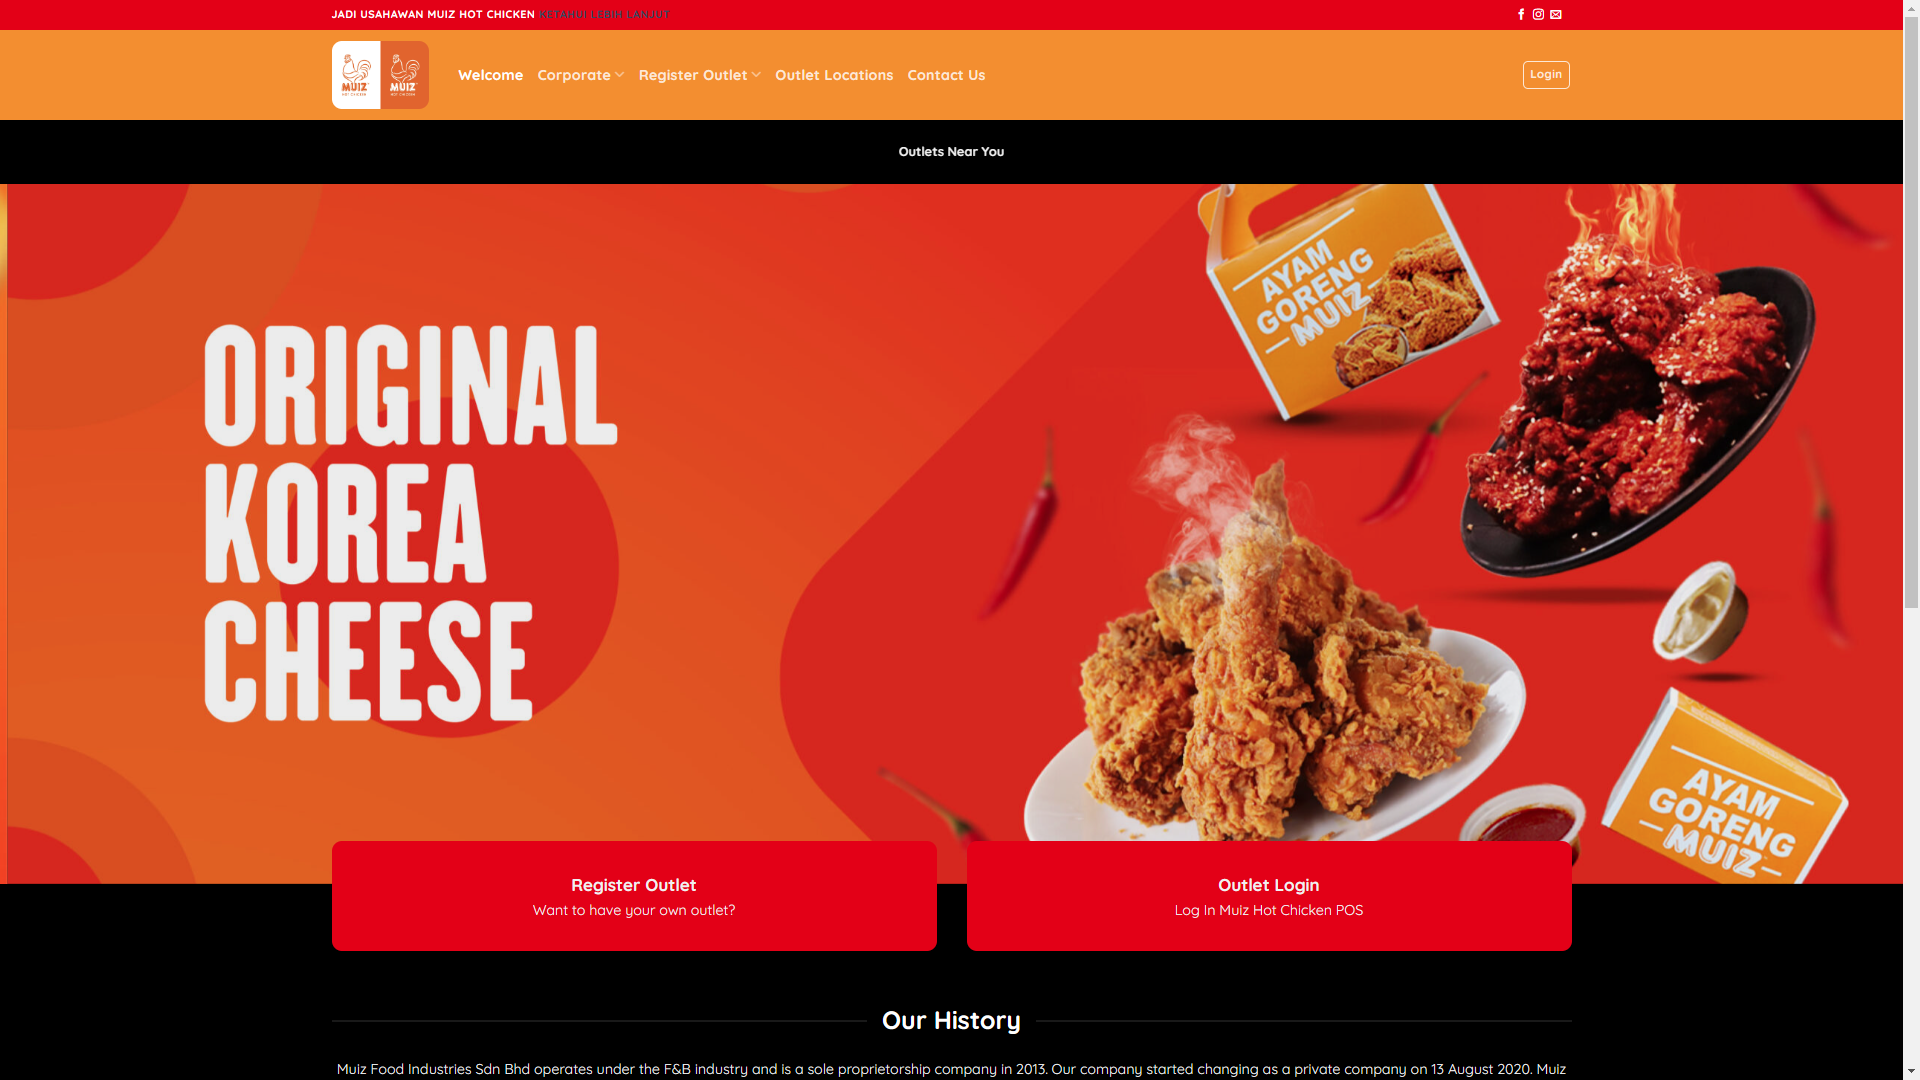 JADI USAHAWAN MUIZ HOT CHICKEN KETAHUI LEBIH LANJUT
MUIZ MUIZ
HOT CHICKEN HOT CHICKEN
Welcome Corporate Register Outlet Outlet Locations Contact Us Login
Outlets Near You
AYAM
GORENG
MUIZ
ORIGINAL
KOREA
CHEESE
AYAM
GORENG
MUIZ
Register Outlet
Want to have your own outlet?
Outlet Login
Log In Muiz Hot Chicken POS
Our History
Muiz Food Industries Sdn Bhd operates under the F&B industry and is a sole proprietorship company in 2013. Our company started changing as a private company on 13 August 2020. Muiz